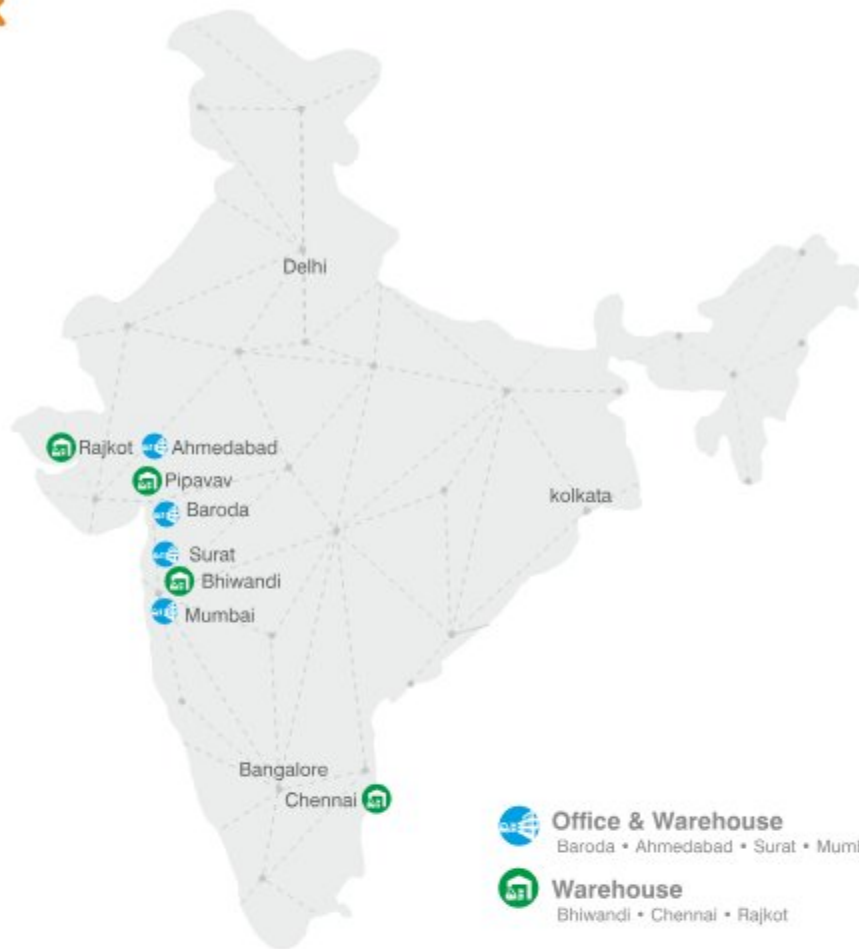 Delhi
Rajkot Ahmedabad
Pipavav
Baroda
kolkata
Surat
Bhiwandi
Mumbai
Bangalore
Chennai
Office & Warehouse
Baroda • Ahmedabad • Surat •
Warehouse
Bhiwandi • Chennai • Rajkot